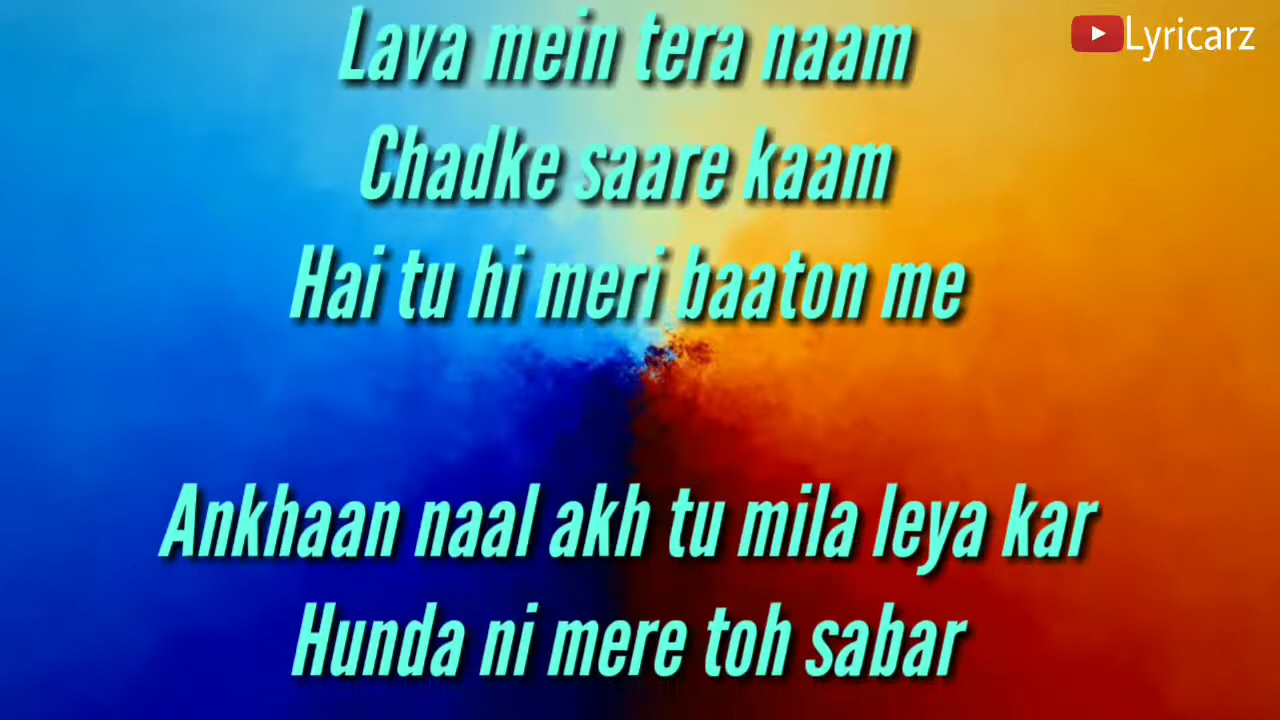 Lyricarz
Lava mein tera naam
Chadke saare kaam
Hai tu hi meri baaton me
Ankhaan naal akh tu mila leya kar
Hunda ni mere toh sabar